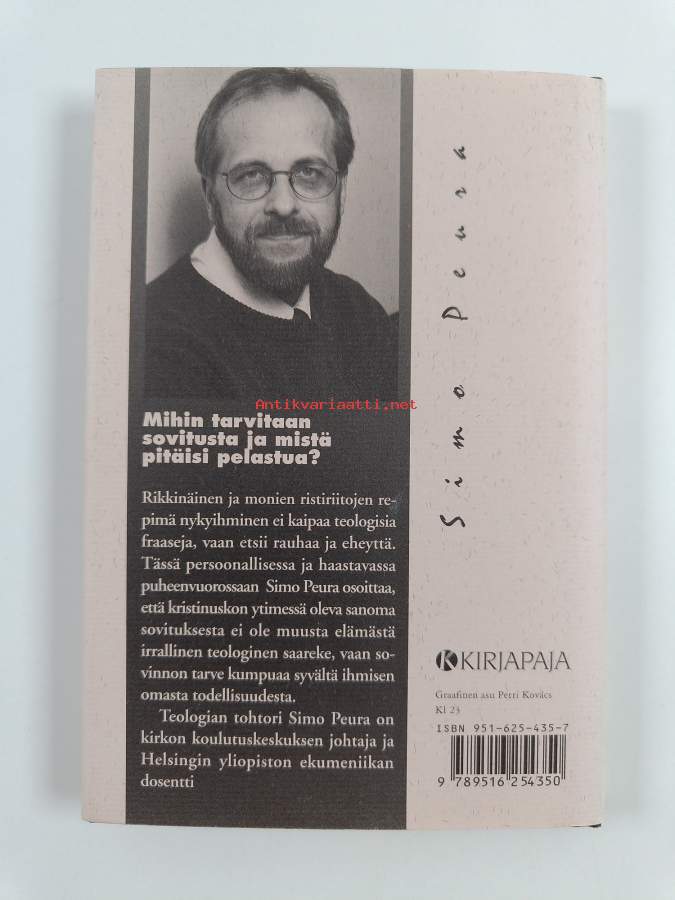 Simo Peura
Antikvariaatti.net
Mihin tarvitaan
sovitusta ja mistä
pitäisi pelastua?
Rikkinäinen ja monien ristiriitojen re-
pimä nykyihminen ei kaipaa teologisia
fraaseja, vaan etsii rauhaa ja eheyttä.
Tässä persoonallisessa ja haastavassa
puheenvuorossaan Simo Peura osoittaa,
että kristinuskon ytimessä oleva sanoma
sovituksesta ei ole muusta elämästä
irrallinen teologinen saareke, vaan so-
vinnon tarve kumpuaa syvältä ihmisen
omasta todellisuudesta.
Teologian tohtori Simo Peura on
kirkon koulutuskeskuksen johtaja ja
Helsingin yliopiston ekumeniikan
dosentti
KIRJAPAJA
Graafinen asu Petri Kovács
Kl 23
ISBN 951-625-435-7
9 789516 254350